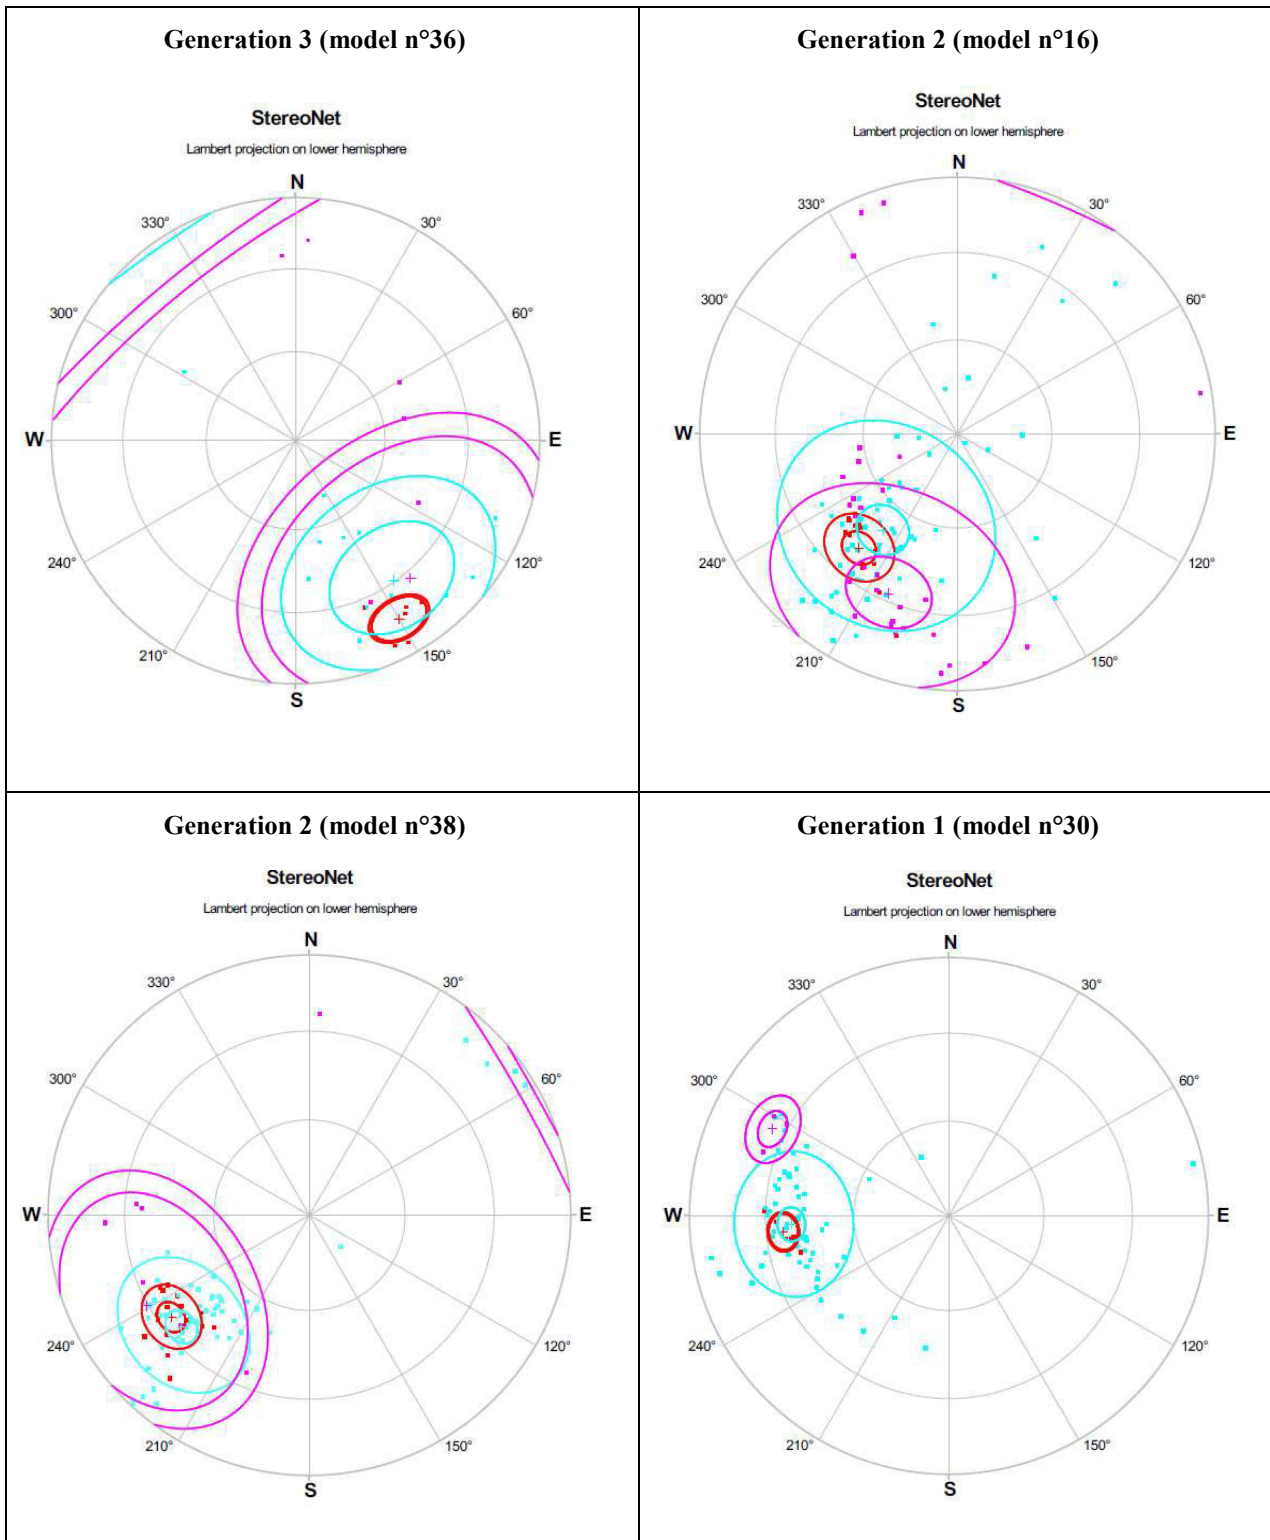 Generation 3 (model n°36)
StereoNet
Lambert projection on lower hemisphere
N
330°
30°
300°
60°
W
E
240°
120°
210°
150°
S
Generation 2 (model n°16)
StereoNet
Lambert projection on lower hemisphere
N
330°
30°
300°
60°
W
E
240°
120°
210°
150°
S
Generation 2 (model n°38)
StereoNet
Lambert projection on lower hemisphere
N
330°
30°
300°
60°
W
E
240°
120°
210°
150°
S
Generation 1 (model n°30)
StereoNet
Lambert projection on lower hemisphere
N
330°
30°
300°
60°
W
E
240°
120°
210°
150°
S